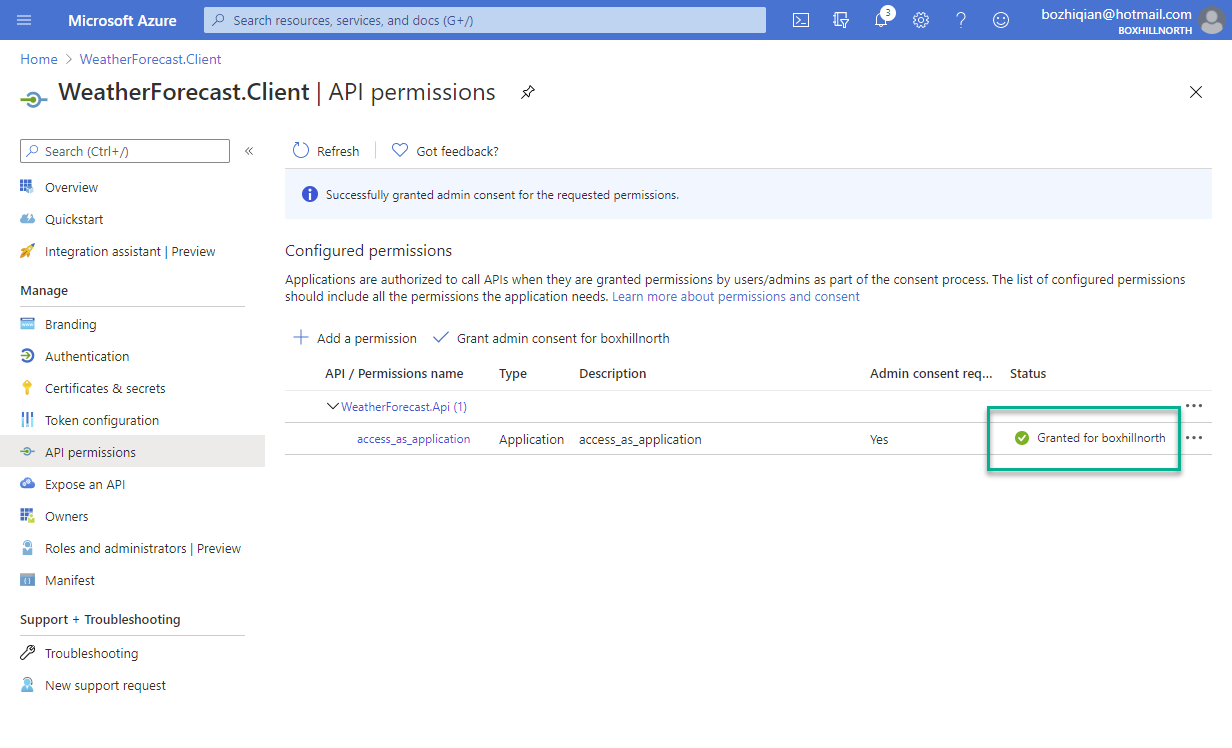 Microsoft Azure
Search resources, services, and docs (G+/)
3
bozhiqian@hotmail.com
BOXHILLNORTH
Home > WeatherForecast.Client
WeatherForecast.Client | API permissions
Search (Ctrl+/)
«
Refresh
Got feedback?
Overview
Quickstart
Integration assistant | Preview
Manage
Branding
Authentication
Certificates & secrets
Token configuration
API permissions
Expose an API
Owners
Roles and administrators | Preview
Manifest
Support + Troubleshooting
Troubleshooting
New support request
Successfully granted admin consent for the requested permissions.
Configured permissions
Applications are authorized to call APIs when they are granted permissions by users/admins as part of the consent process. The list of configured permissions
should include all the permissions the application needs. Learn more about permissions and consent
Add a permission
Grant admin consent for boxhillnorth
API / Permissions name Type Description Admin consent req... Status
WeatherForecast.Api (1)
access_as_application Application access_as_application Yes Granted for boxhillnorth